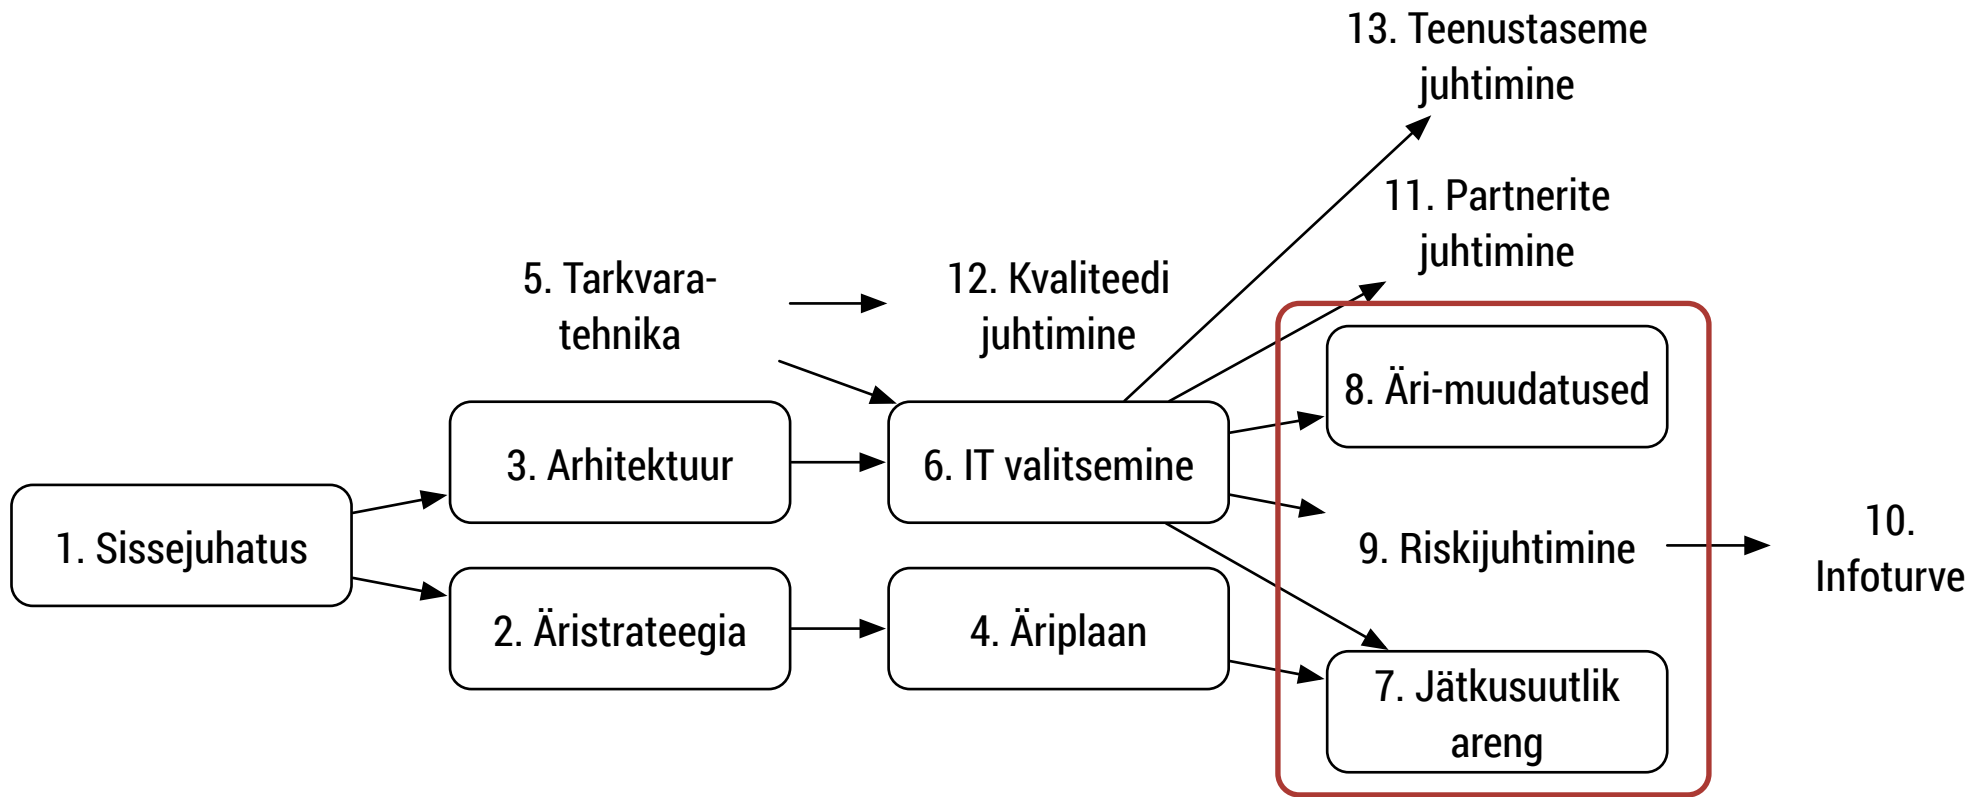 13. Teenustaseme
juhtimine
11. Partnerite
juhtimine
5. Tarkvara-
tehnika
12. Kvaliteedi
juhtimine
8. Äri-muudatused
3. Arhitektuur
6. IT valitsemine
1. Sissejuhatus
9. Riskijuhtimine
10.
Infoturve
2. Äristrateegia
4. Äriplaan
7. Jätkusuutlik
areng